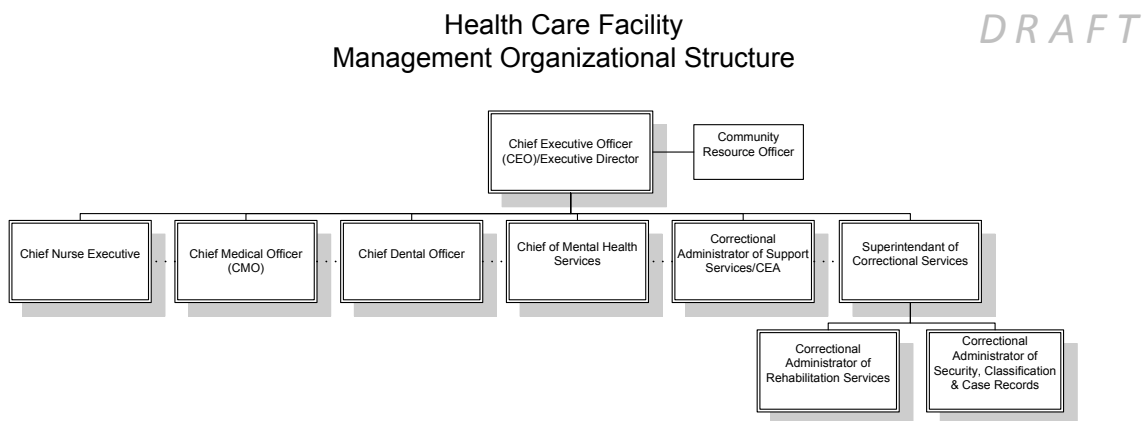 Health Care Facility
Management Organizational Structure
D R A F T
Chief Executive Officer
(CEO)/Executive Director
Community
Resource Officer
Chief Nurse Executive
Chief Medical Officer
(CMO)
Chief Dental Officer
Chief of Mental Health
Services
Correctional
Administrator of Support
Services/CEA
Superintendant of
Correctional Services
Correctional
Administrator of
Rehabilitation Services
Correctional
Administrator of
Security, Classification
& Case Records